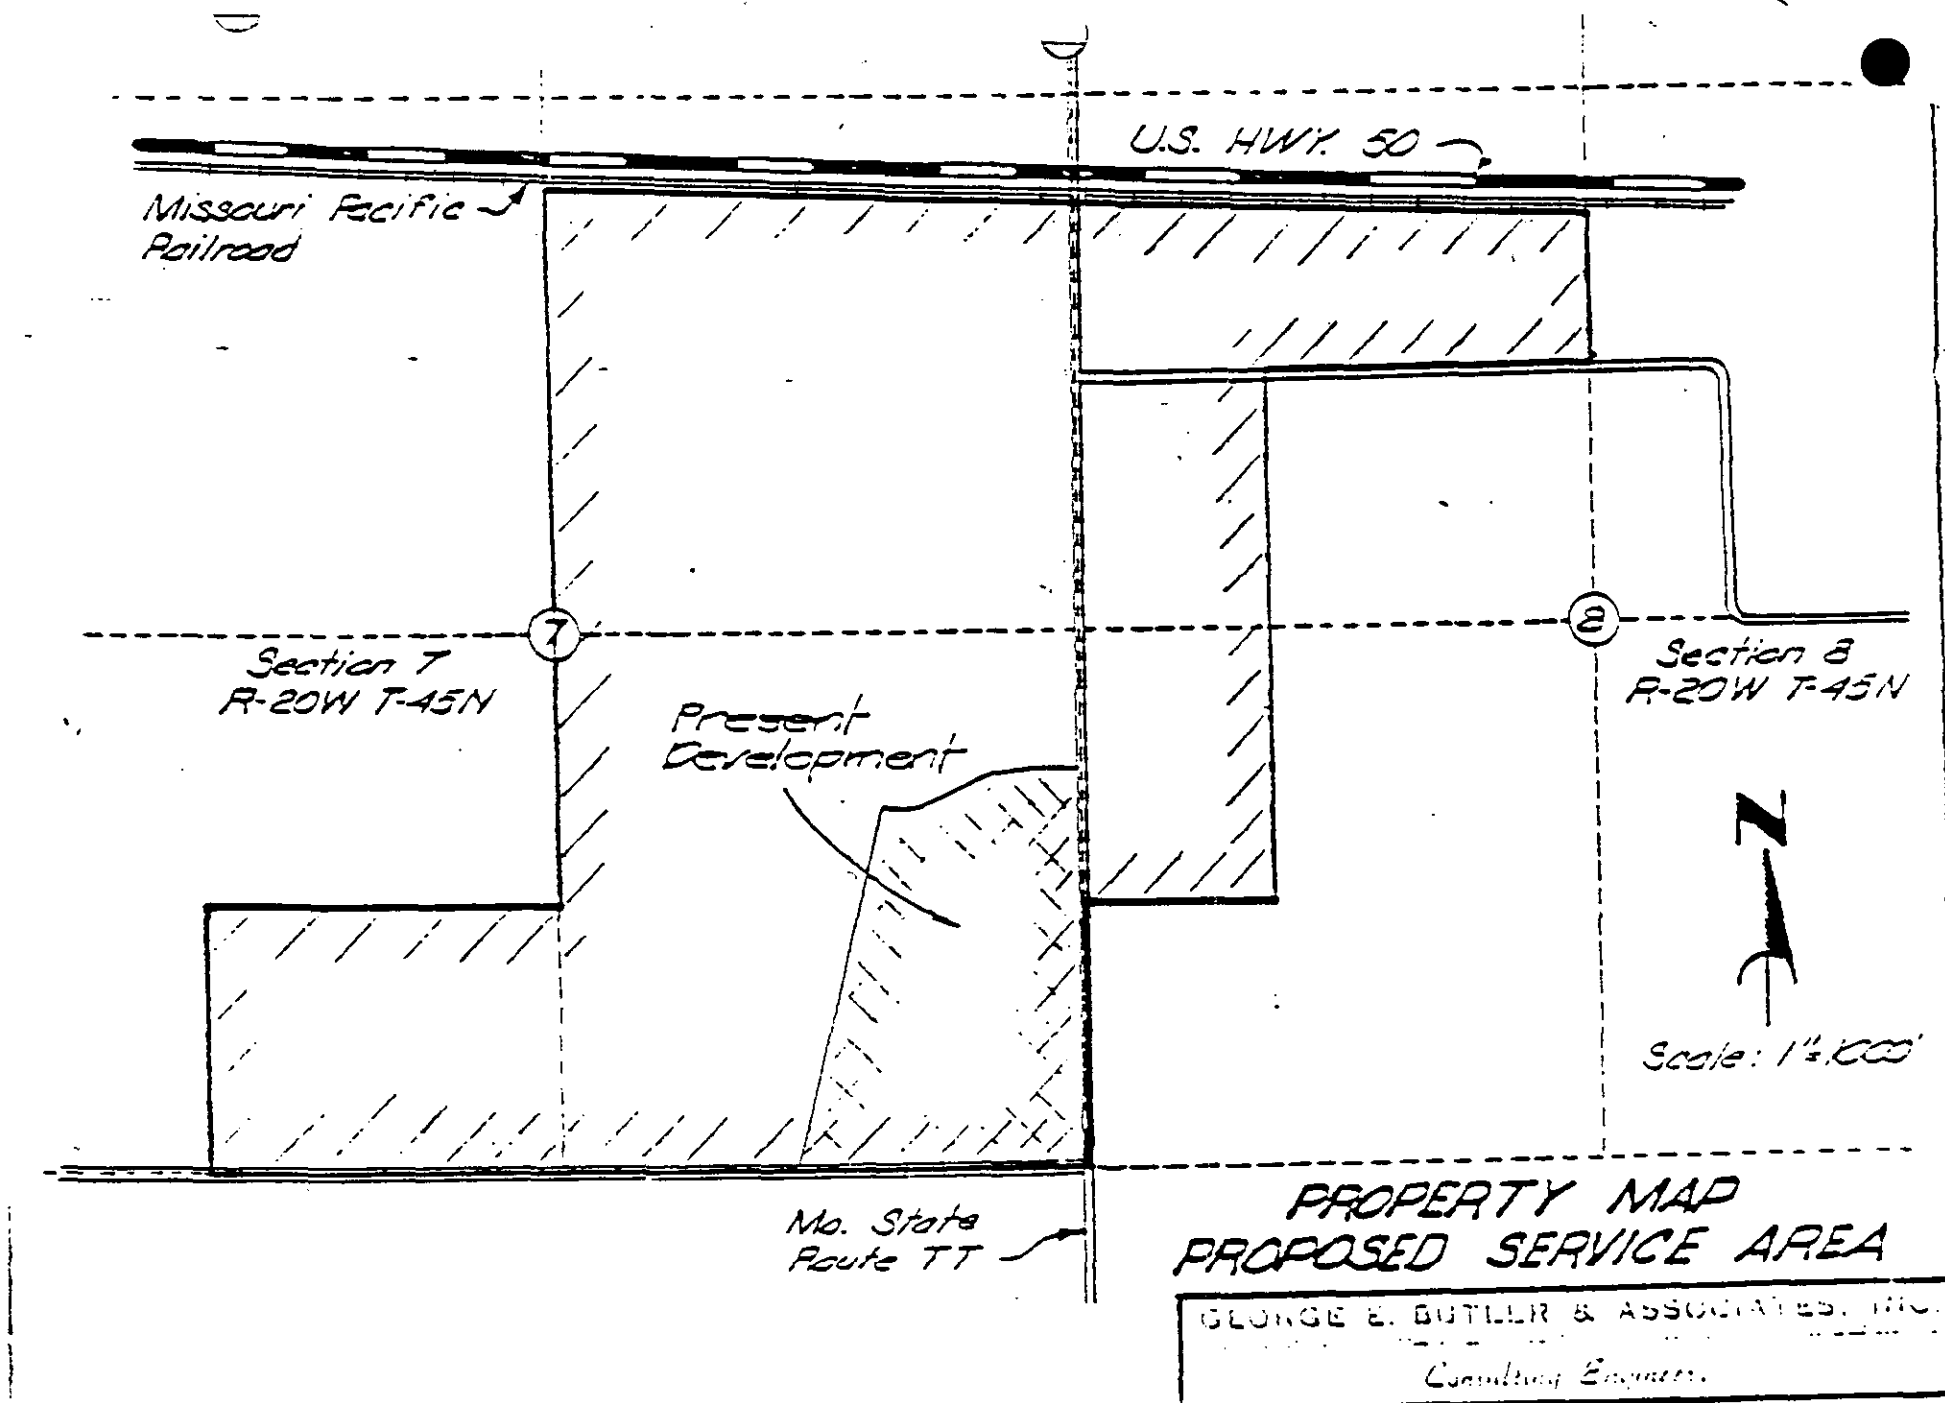 U.S. HWY. 50
Missouri Pacific
Railroad
7
8
Section 7
R-20W T-45N
Section 8
R-20W T-45N
Present
Development
N
Scale: 1"=1000'
Mo. State
Route TT
PROPERTY MAP
PROPOSED SERVICE AREA
GEORGE E. BUTLER & ASSOCIATES, INC.
Consulting Engineers